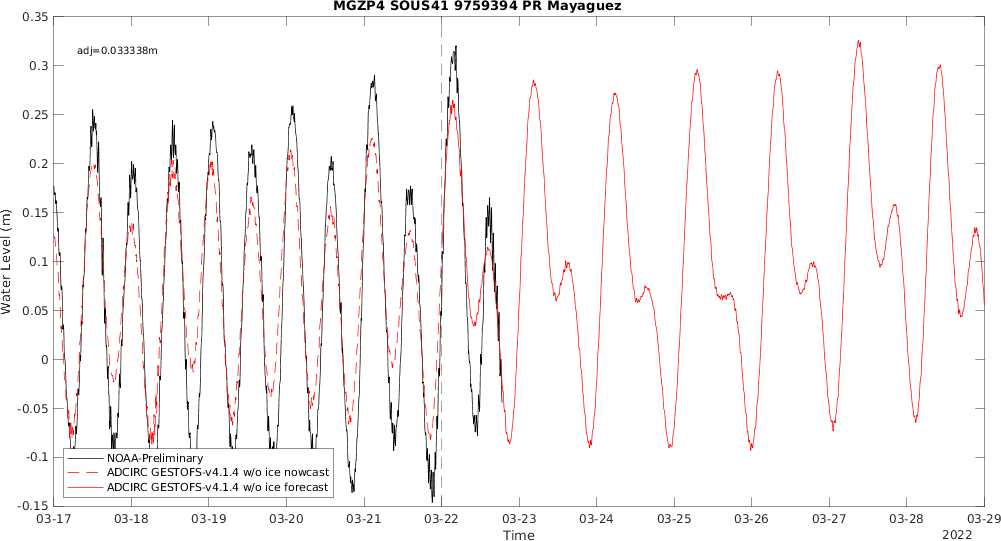 MGZP4 SOUS41 9759394 PR Mayaguez
adj=0.033338m
0.35
0.3
0.25
0.2
0.15
0.1
0.05
0
-0.05
-0.1
-0.15
Water Level (m)
NOAA-Preliminary
ADCIRC GESTOFS-v4.1.4 w/o ice nowcast
ADCIRC GESTOFS-v4.1.4 w/o ice forecast
03-17 03-18 03-19 03-20 03-21 03-22 03-23 03-24 03-25 03-26 03-27 03-28 03-29
Time
2022